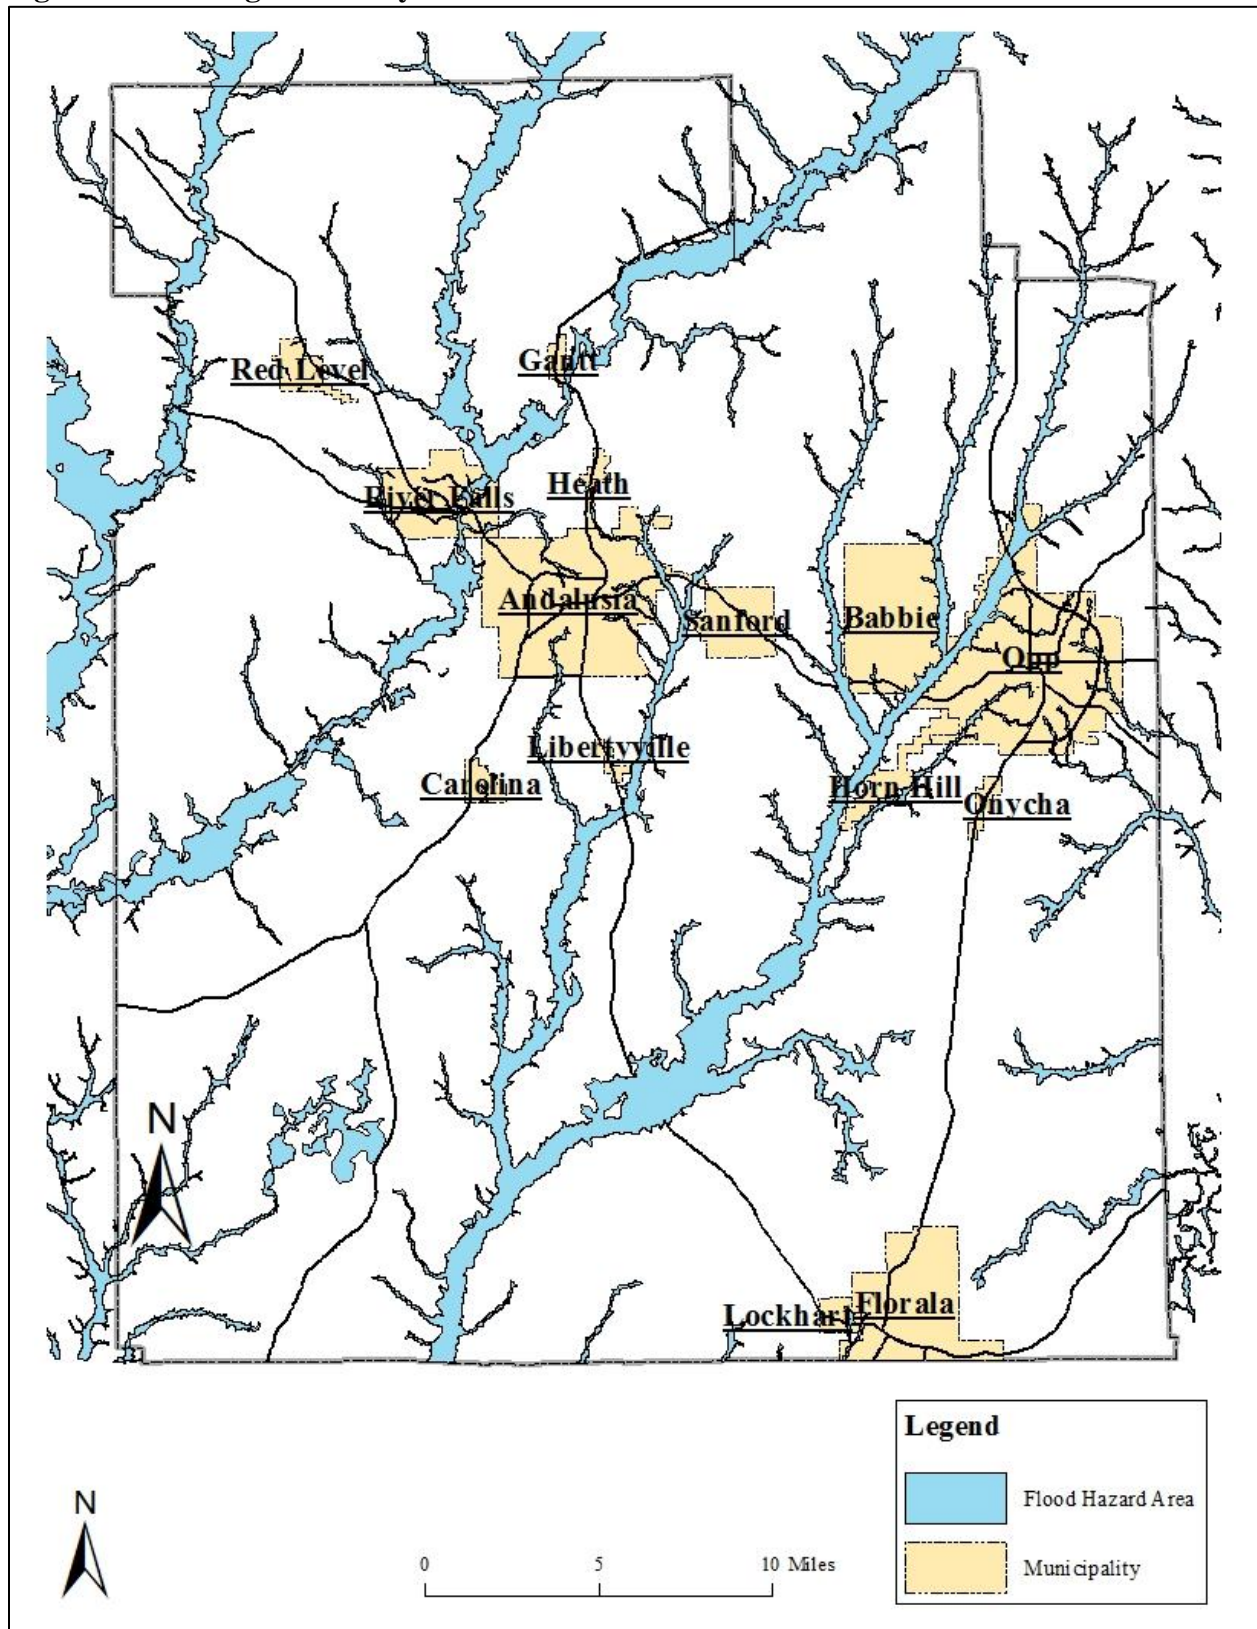 Gantt
Red Level
Heath
River Falls
Andalusia
Sanford
Babbie
Opp
Libertyville
Carolina
Horn Hill
Onycha
N
Florala
Lockhart
Legend
Flood Hazard Area
Municipality
N
0 5 10 Miles